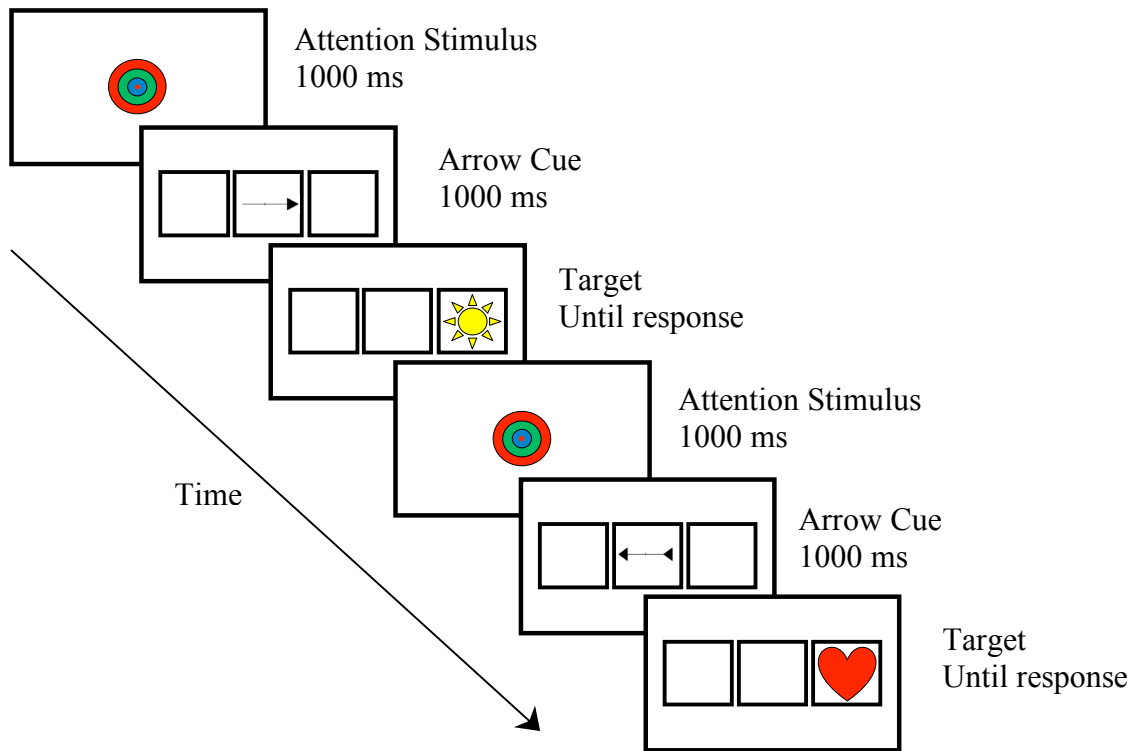 Attention Stimulus
1000 ms
Arrow Cue
1000 ms
Target
Until response
Attention Stimulus
1000 ms
Time
Arrow Cue
1000 ms
Target
Until response